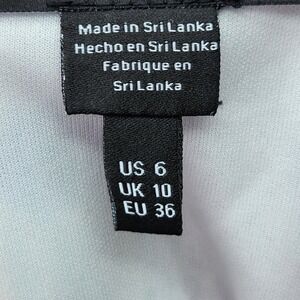 Made in Sri Lanka
Hecho en Sri Lanka
Fabrique en
Sri Lanka
US 6
UK 10
EU 36